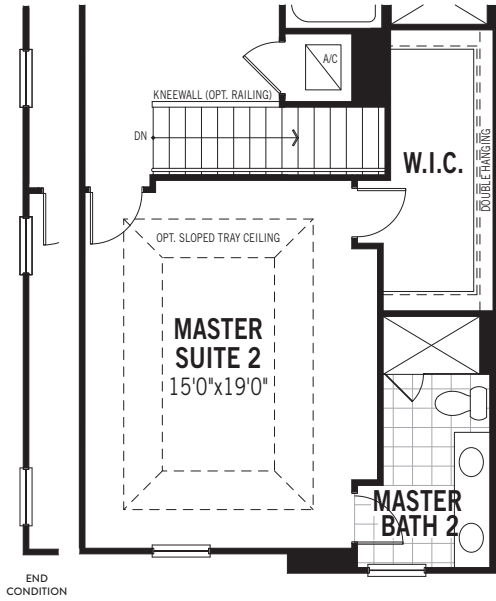 A/C
KNEEWALL (OPT. RAILING)
DN
W.I.C.
DOUBLE HANGING
OPT. SLOPED TRAY CEILING
MASTER
SUITE 2
15'0"x19'0"
MASTER
BATH 2
END
CONDITION